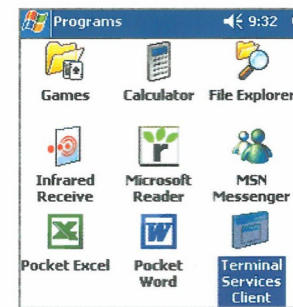 Programs 9:32
Games Calculator File Explorer
Infrared Receive Microsoft Reader MSN Messenger
Pocket Excel Pocket Word Terminal Services Client